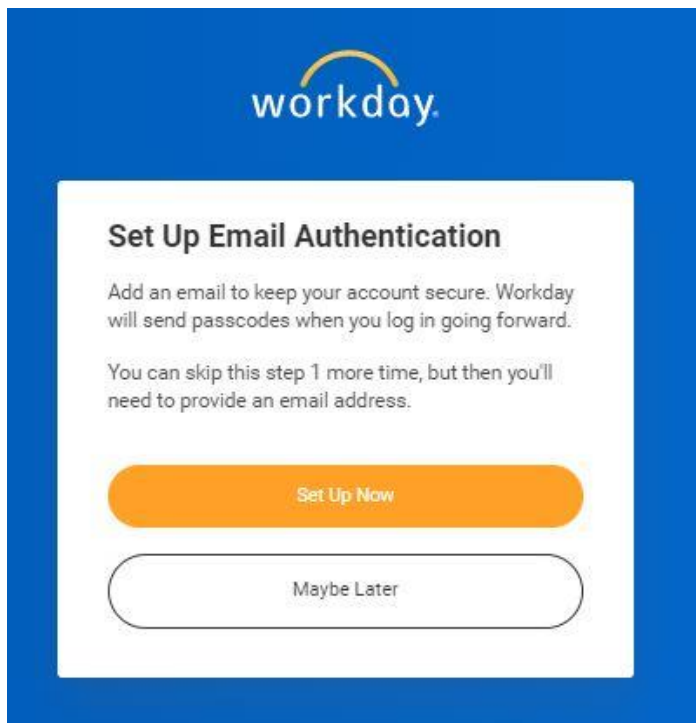 workday.
Set Up Email Authentication
Add an email to keep your account secure. Workday
will send passcodes when you log in going forward.
You can skip this step 1 more time, but then you'll
need to provide an email address.
Set Up Now
Maybe Later